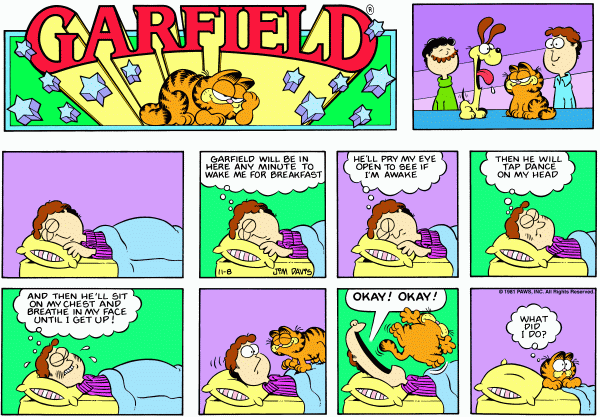 GARFIELD®
GARFIELD WILL BE IN
HERE ANY MINUTE TO
WAKE ME FOR BREAKFAST
11-8 JIM DAVIS
HE'LL PRY MY EYE
OPEN TO SEE IF
I'M AWAKE
THEN HE WILL
TAP DANCE
ON MY HEAD
AND THEN HE'LL SIT
ON MY CHEST AND
BREATHE IN MY FACE
UNTIL I GET UP!
OKAY! OKAY!
© 1981 PAWS, INC. All Rights Reserved.
WHAT
DID
I DO?